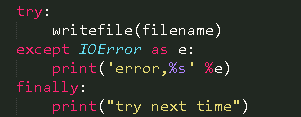 try:
    writefile(filename)
except IOError as e:
    print('error,%s' %e)
finally:
    print("try next time")